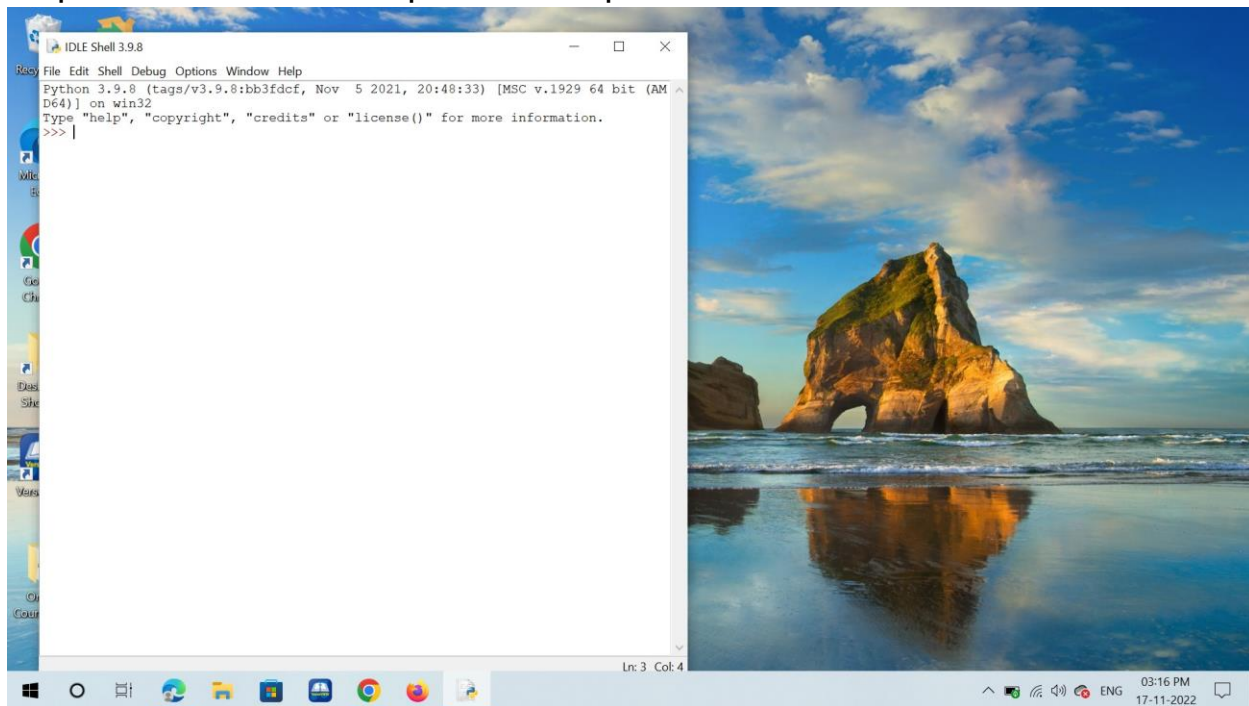 IDLE Shell 3.9.8
File Edit Shell Debug Options Window Help
Python 3.9.8 (tags/v3.9.8:bb3fdcf, Nov  5 2021, 20:48:33) [MSC v.1929 64 bit (AM
D64)] on win32
Type "help", "copyright", "credits" or "license()" for more information.
>>>
Ln: 3 Col: 4
ENG
03:16 PM
17-11-2022